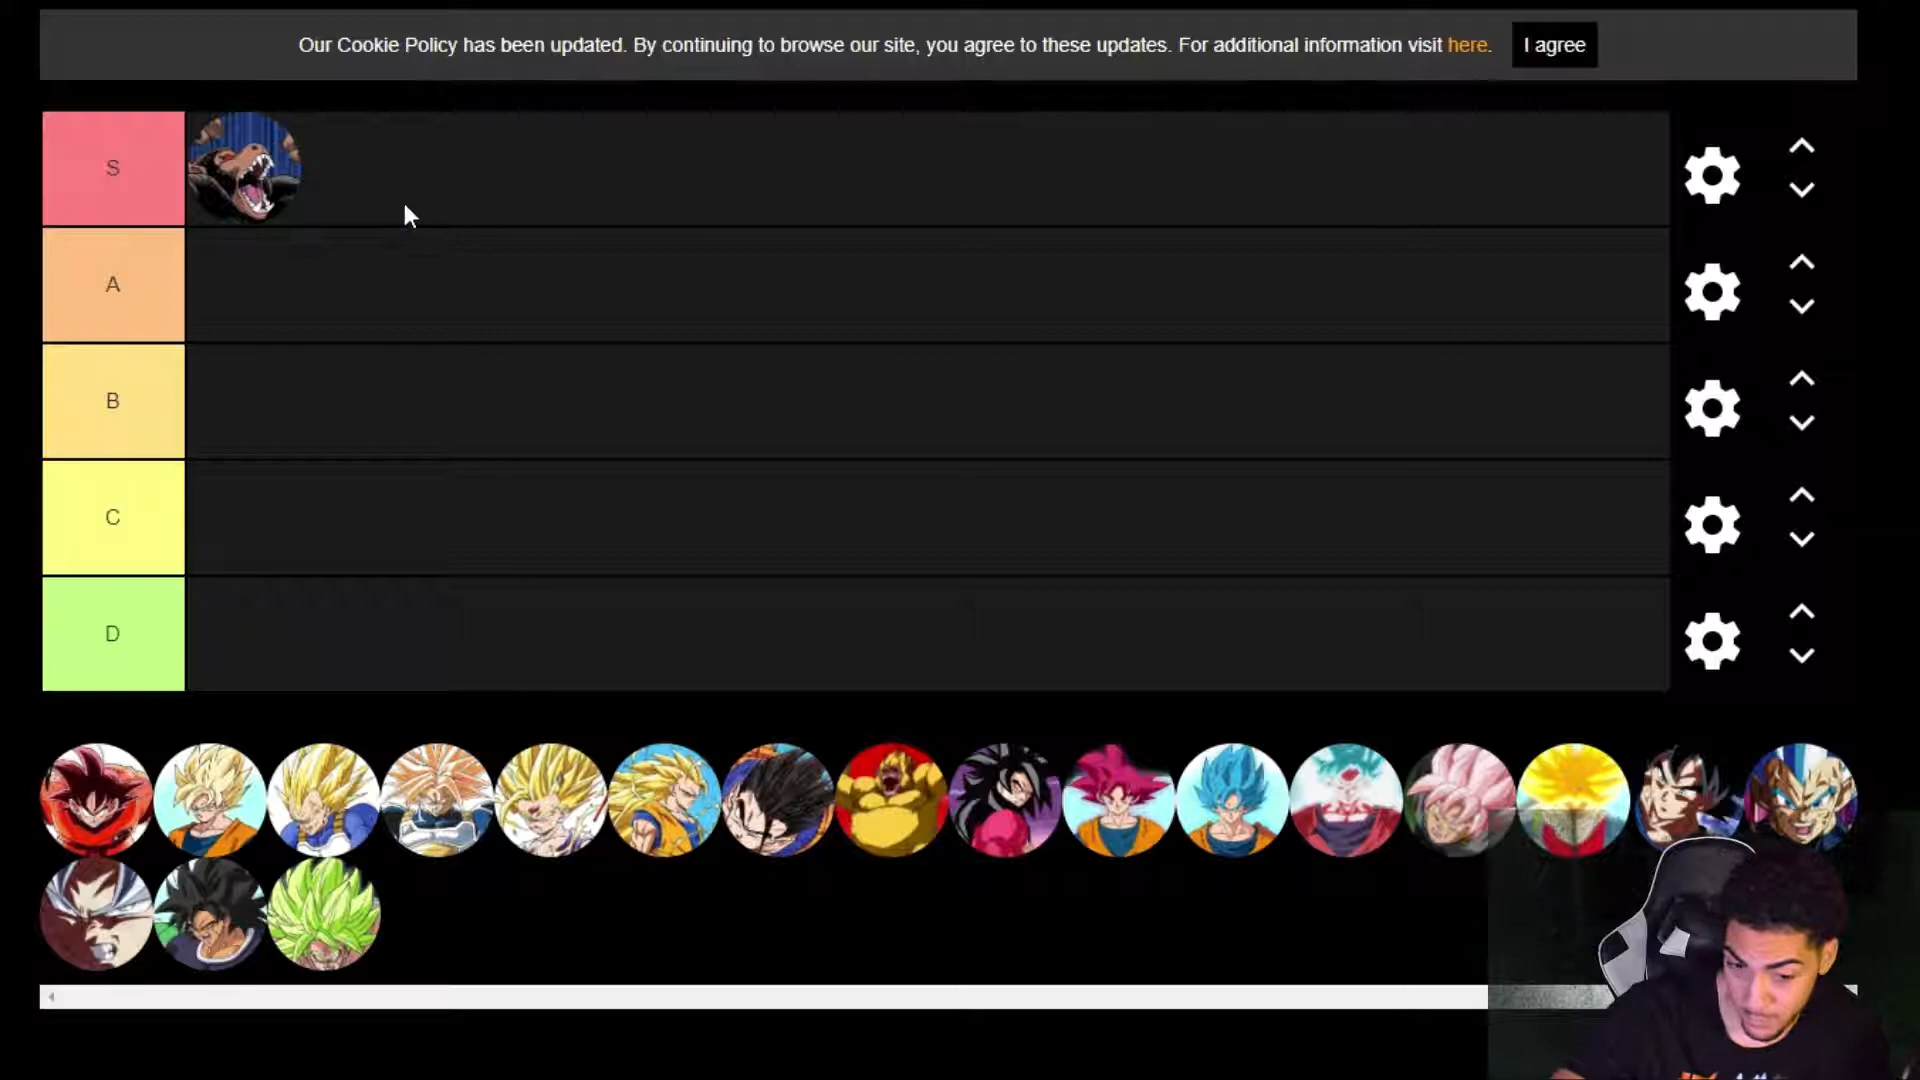 Our Cookie Policy has been updated. By continuing to browse our site, you agree to these updates. For additional information visit here. I agree
S
A
B
C
D